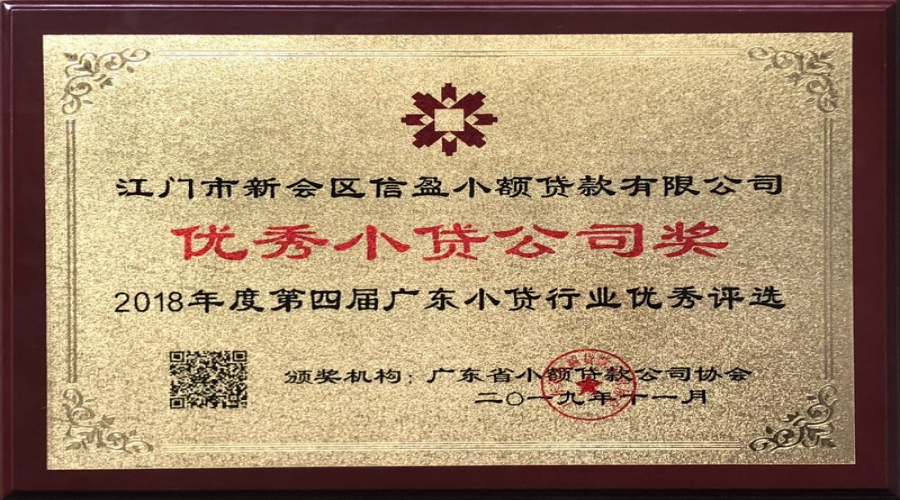 江门市新会区信盈小额贷款有限公司
优秀小贷公司奖
2018年度第四届广东小贷行业优秀评选
颁奖机构：广东省小额贷款公司协会
二〇一九年十一月